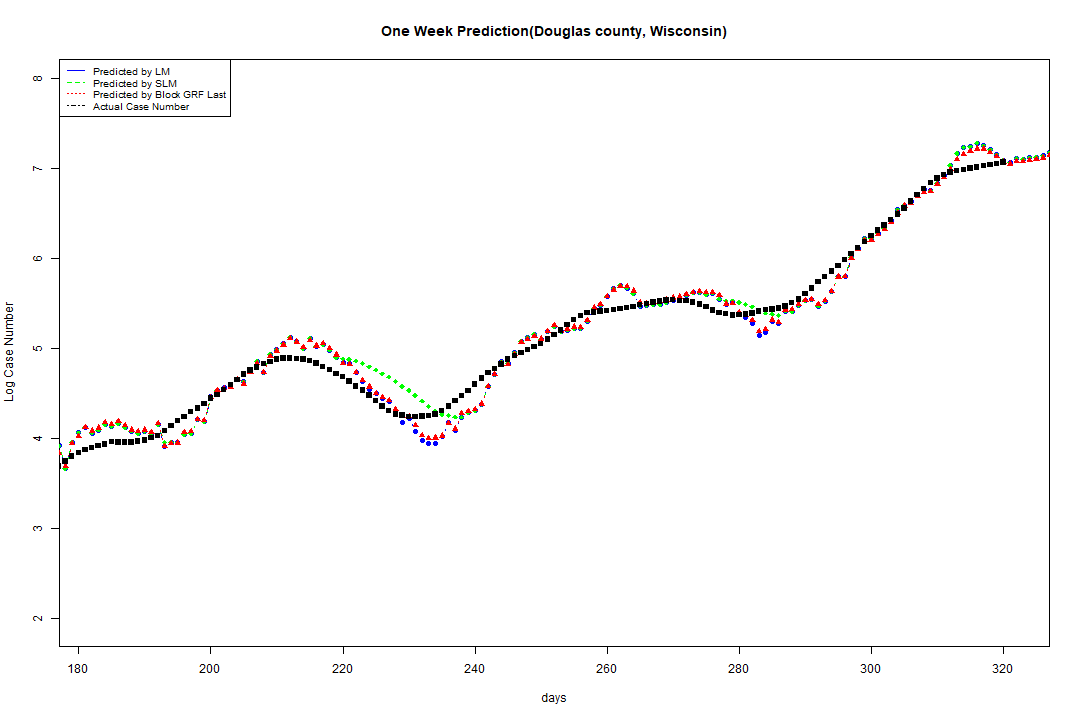 One Week Prediction(Douglas county, Wisconsin)
Predicted by LM
Predicted by SLM
Predicted by Block GRF Last
Actual Case Number
8
7
6
5
4
3
2
Log Case Number
180 200 220 240 260 280 300 320
days